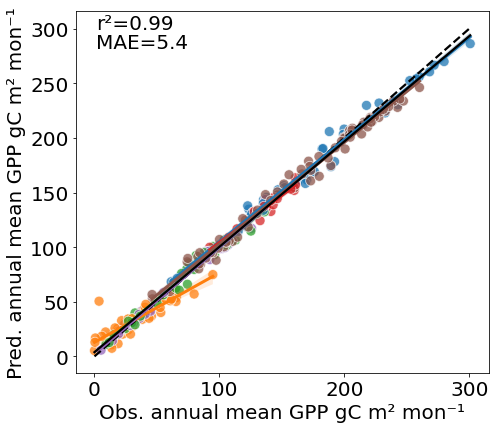 r²=0.99
MAE=5.4
Pred. annual mean GPP gC m² mon⁻¹
300
250
200
150
100
50
0
0 100 200 300
Obs. annual mean GPP gC m² mon⁻¹